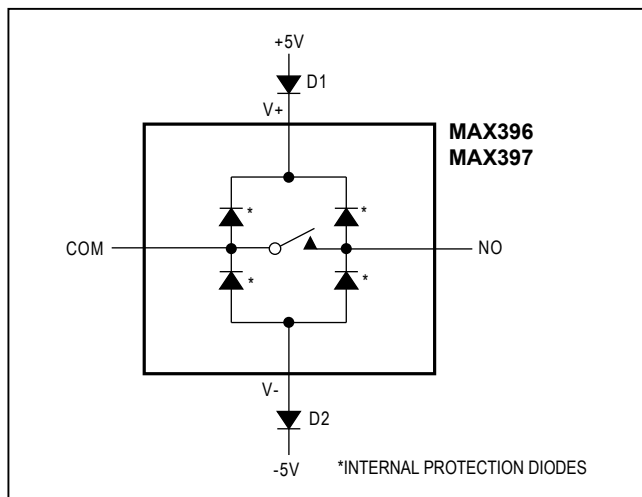 +5V
D1
V+
MAX396
MAX397
*
*
COM
NO
*
*
V-
D2
-5V
*INTERNAL PROTECTION DIODES